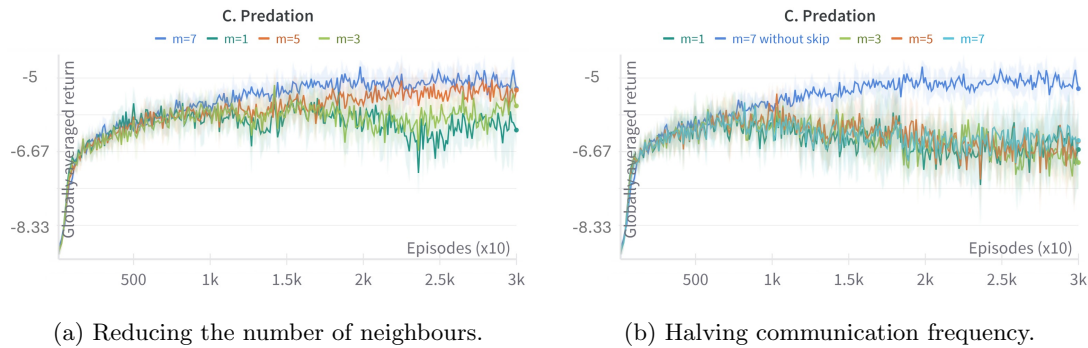 C. Predation
m=7 m=1 m=5 m=3
-5
-6.67
-8.33
Globally averaged return
Episodes (x10)
500 1k 1.5k 2k 2.5k 3k
(a) Reducing the number of neighbours.
C. Predation
m=1 m=7 without skip m=3 m=5 m=7
-5
-6.67
-8.33
Globally averaged return
Episodes (x10)
500 1k 1.5k 2k 2.5k 3k
(b) Halving communication frequency.